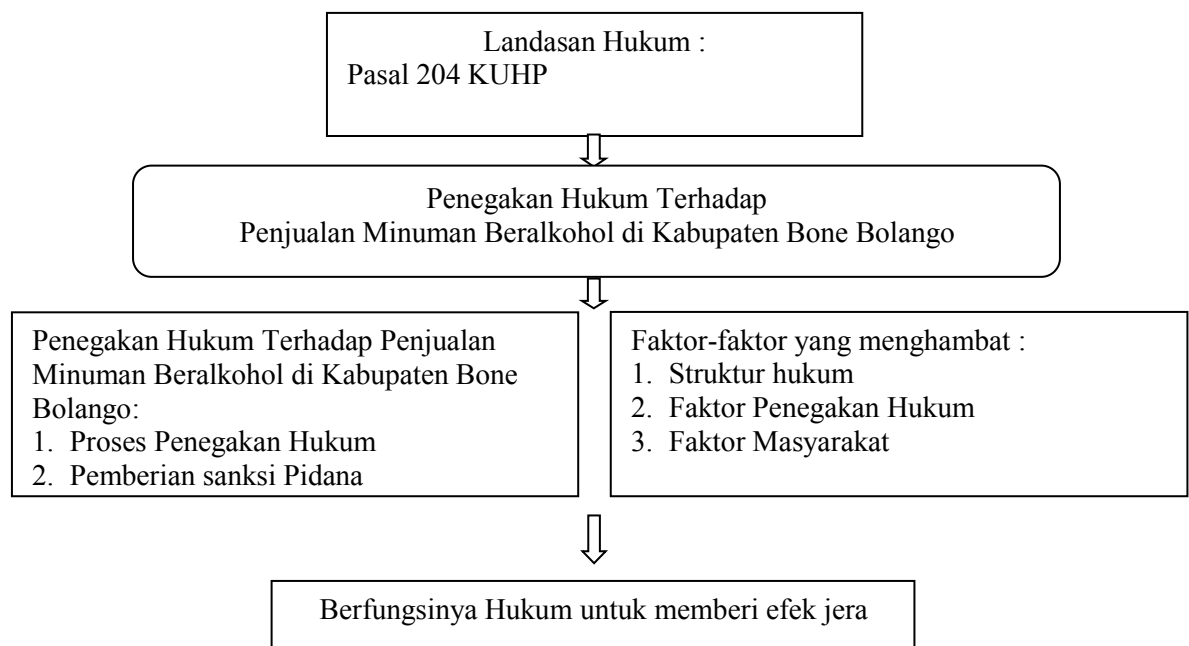 Landasan Hukum :
Pasal 204 KUHP
Penegakan Hukum Terhadap
Penjualan Minuman Beralkohol di Kabupaten Bone Bolango
Penegakan Hukum Terhadap Penjualan
Minuman Beralkohol di Kabupaten Bone
Bolango:
1. Proses Penegakan Hukum
2. Pemberian sanksi Pidana
Faktor-faktor yang menghambat :
1. Struktur hukum
2. Faktor Penegakan Hukum
3. Faktor Masyarakat
Berfungsinya Hukum untuk memberi efek jera